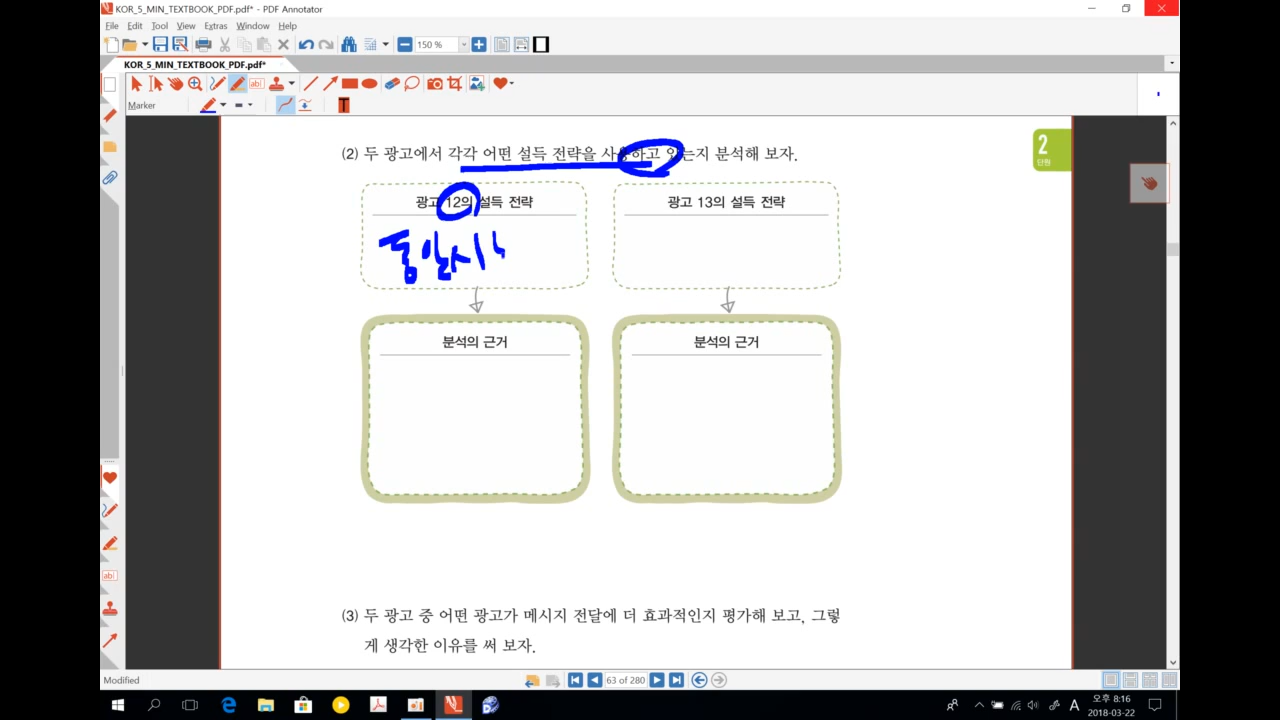 KOR_5_MIN_TEXTBOOK_PDF.pdf* - PDF Annotator
File Edit Tool View Extras Window Help
150 %
KOR_5_MIN_TEXTBOOK_PDF.pdf*
Marker
(2) 두 광고에서 각각 어떤 설득 전략을 사용하고 있는지 분석해 보자.
2
단원
광고 12의 설득 전략
광고 13의 설득 전략
분석의 근거
분석의 근거
(3) 두 광고 중 어떤 광고가 메시지 전달에 더 효과적인지 평가해 보고, 그렇
게 생각한 이유를 써 보자.
Modified
63 of 280
A
오후 8:16
2018-03-22